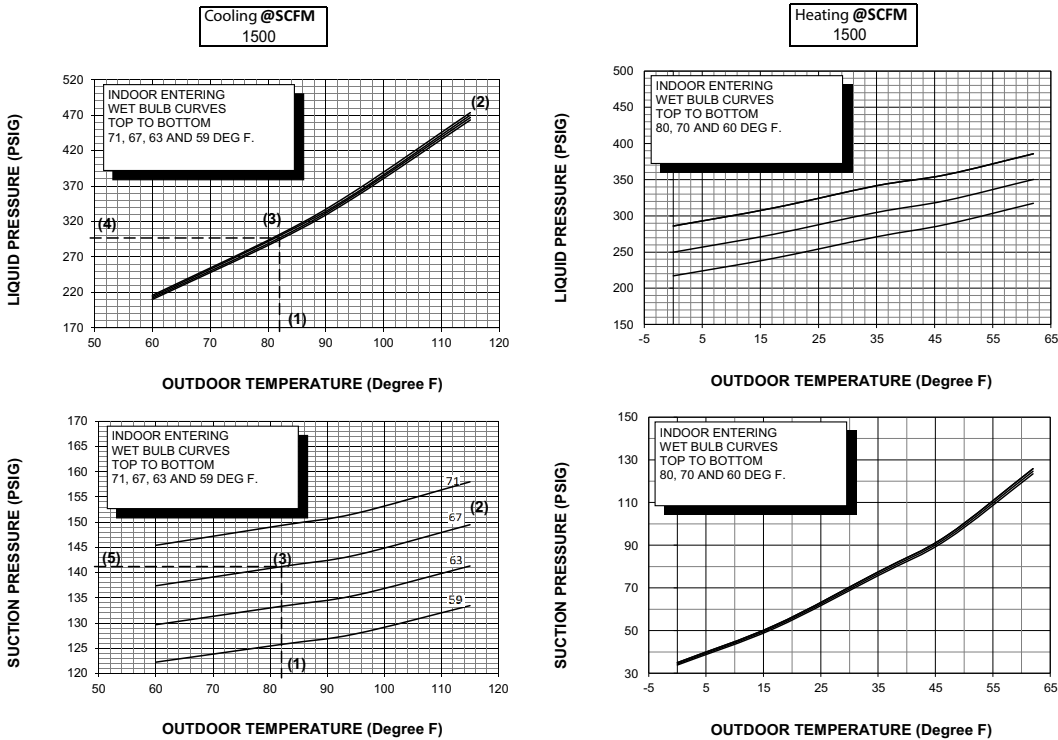 Cooling @SCFM
1500
Heating @SCFM
1500
LIQUID PRESSURE (PSIG)
520
470
420
370
320
270
220
170
INDOOR ENTERING
WET BULB CURVES
TOP TO BOTTOM
71, 67, 63 AND 59 DEG F.
(2)
(3)
(4)
(1)
50 60 70 80 90 100 110 120
OUTDOOR TEMPERATURE (Degree F)
LIQUID PRESSURE (PSIG)
500
450
400
350
300
250
200
150
INDOOR ENTERING
WET BULB CURVES
TOP TO BOTTOM
80, 70 AND 60 DEG F.
-5 5 15 25 35 45 55 65
OUTDOOR TEMPERATURE (Degree F)
SUCTION PRESSURE (PSIG)
170
165
160
155
150
145
140
135
130
125
120
INDOOR ENTERING
WET BULB CURVES
TOP TO BOTTOM
71, 67, 63 AND 59 DEG F.
71
(2)
67
(5)
(3)
63
59
(1)
50 60 70 80 90 100 110 120
OUTDOOR TEMPERATURE (Degree F)
SUCTION PRESSURE (PSIG)
150
130
110
90
70
50
30
INDOOR ENTERING
WET BULB CURVES
TOP TO BOTTOM
80, 70 AND 60 DEG F.
-5 5 15 25 35 45 55 65
OUTDOOR TEMPERATURE (Degree F)